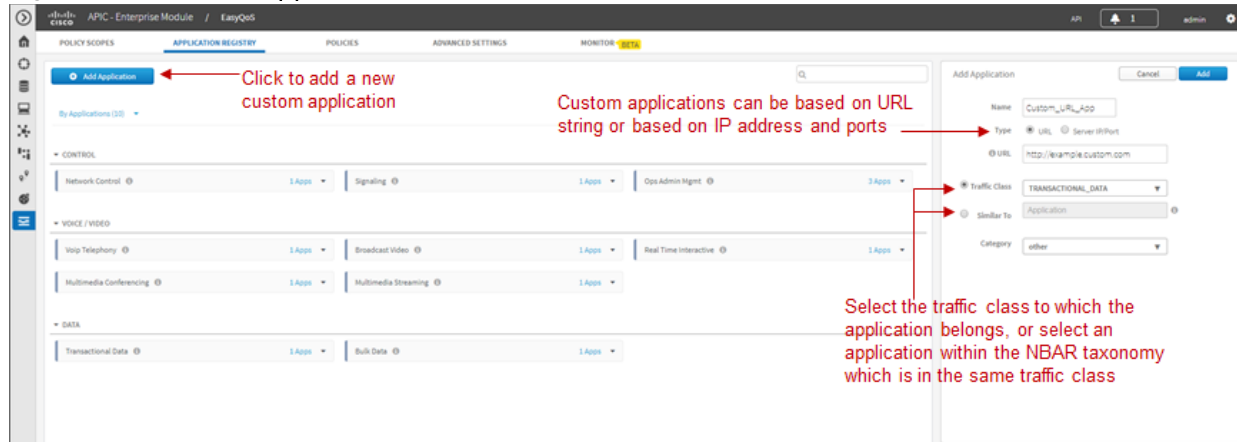 cisco APIC - Enterprise Module / EasyQoS
API 1 admin
POLICY SCOPES APPLICATION REGISTRY POLICIES ADVANCED SETTINGS MONITOR BETA
Add Application
Click to add a new
custom application
By Applications (10)
CONTROL
Network Control 1 Apps Signaling 1 Apps Ops Admin Mgmt 3 Apps
VOICE / VIDEO
Voip Telephony 1 Apps Broadcast Video 1 Apps Real Time Interactive 1 Apps
Multimedia Conferencing 1 Apps Multimedia Streaming 1 Apps
DATA
Transactional Data 1 Apps Bulk Data 1 Apps
Custom applications can be based on URL
string or based on IP address and ports
Add Application Cancel Add
Name Custom_URL_App
Type URL Server IP/Port
URL http://example.custom.com
Traffic Class TRANSACTIONAL_DATA
Similar To Application
Category other
Select the traffic class to which the
application belongs, or select an
application within the NBAR taxonomy
which is in the same traffic class